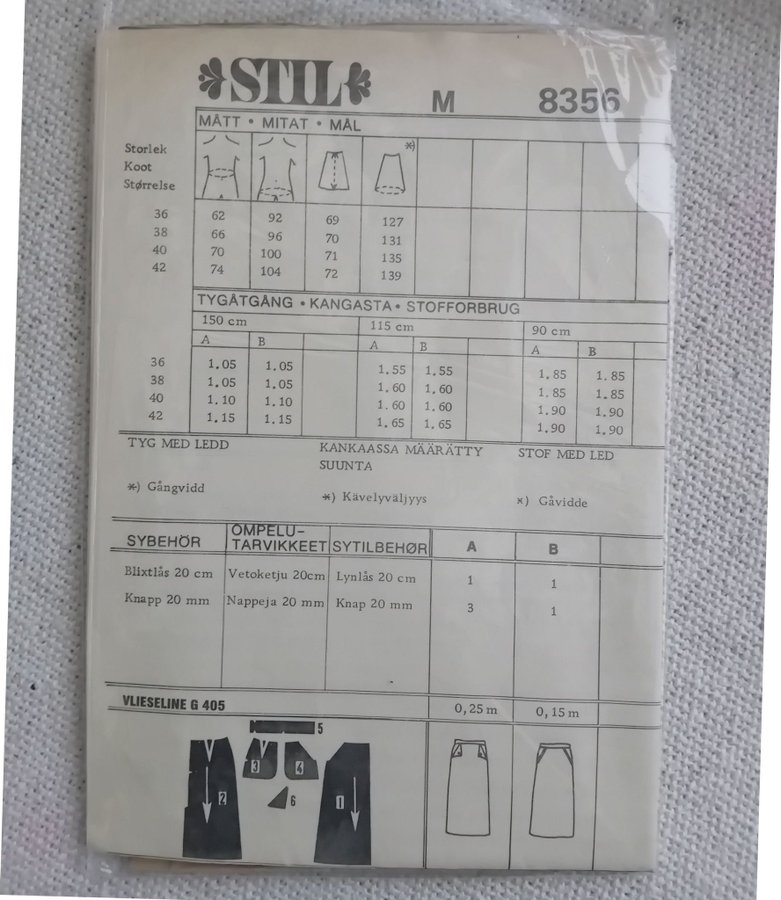 STIL M 8356
MÅTT • MITAT • MÅL
Storlek
Koot
Størrelse
*)
36 62 92 69 127
38 66 96 70 131
40 70 100 71 135
42 74 104 72 139
TYGÅTGÅNG • KANGASTA • STOFFORBRUG
150 cm 115 cm 90 cm
A B A B A B
36 1.05 1.05 1.55 1.55 1.85 1.85
38 1.05 1.05 1.60 1.60 1.85 1.85
40 1.10 1.10 1.60 1.60 1.90 1.90
42 1.15 1.15 1.65 1.65 1.90 1.90
TYG MED LEDD KANKAASSA MÄÄRÄTTY STOF MED LED
SUUNTA
*) Gångvidd *) Kävelyväljyys *) Gåvidde
SYBEHÖR OMPELU-
TARVIKKEET SYTILBEHØR A B
Blixtlås 20 cm Vetoketju 20cm Lynlås 20 cm 1 1
Knapp 20 mm Nappeja 20 mm Knap 20 mm 3 1
VLIESELINE G 405 0,25 m 0,15 m
5
3 4
2 6 1